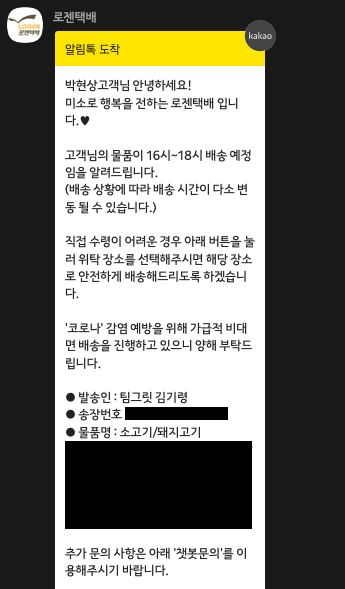 로젠택배
LOGEN
로젠택배
알림톡 도착
kakao
박현상고객님 안녕하세요!
미소로 행복을 전하는 로젠택배 입니
다.♥
고객님의 물품이 16시~18시 배송 예정
임을 알려드립니다.
(배송 상황에 따라 배송 시간이 다소 변
동 될 수 있습니다.)
직접 수령이 어려운 경우 아래 버튼을 눌
러 위탁 장소를 선택해주시면 해당 장소
로 안전하게 배송해드리도록 하겠습니
다.
'코로나' 감염 예방을 위해 가급적 비대
면 배송을 진행하고 있으니 양해 부탁드
립니다.
● 발송인 : 팀그릿 김기령
● 송장번호
● 물품명 : 소고기/돼지고기
추가 문의 사항은 아래 '챗봇문의'를 이
용해주시기 바랍니다.